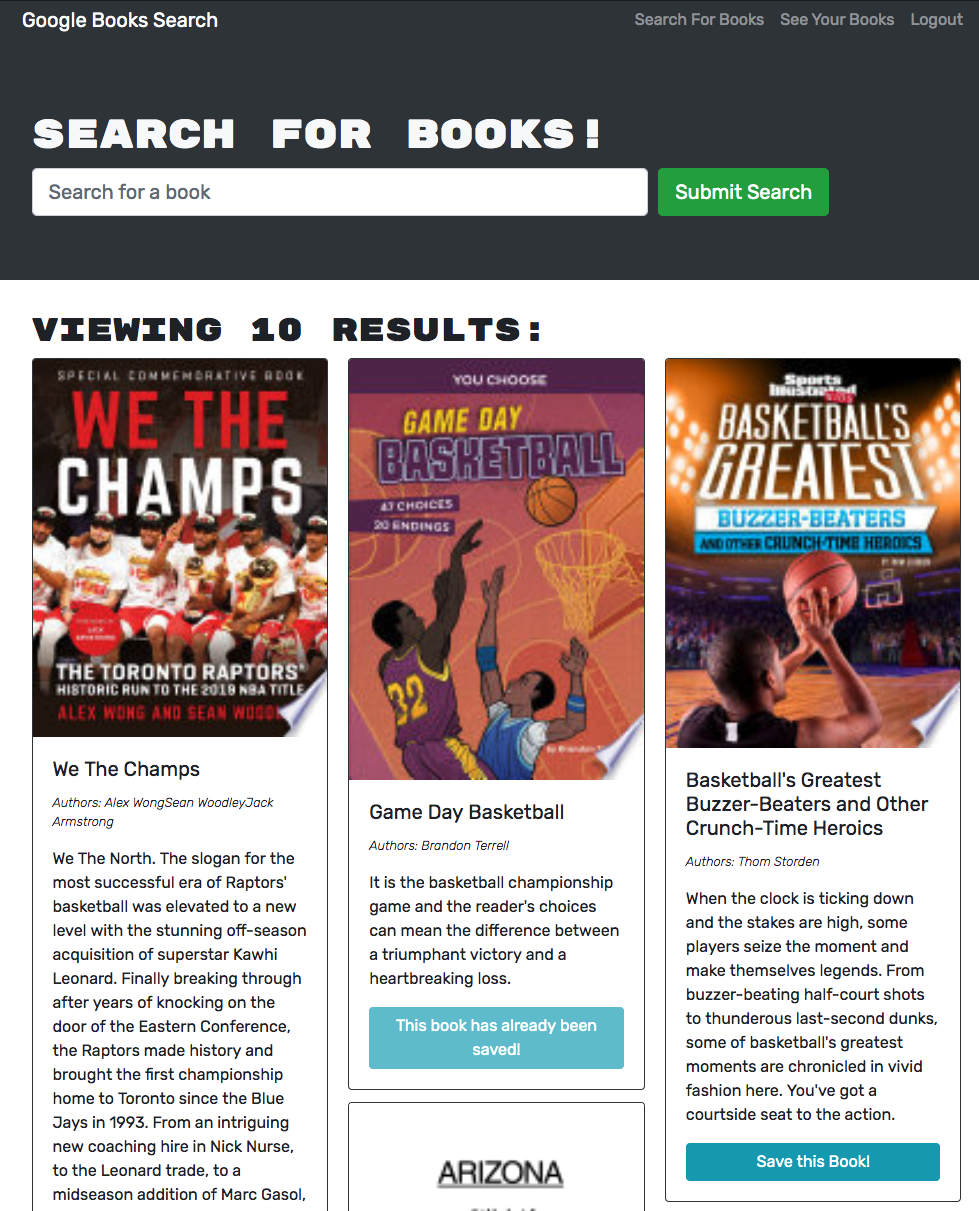 Google Books Search
Search For Books
See Your Books
Logout
SEARCH FOR BOOKS!
Search for a book
Submit Search
VIEWING 10 RESULTS:
SPECIAL COMMEMORATIVE BOOK
WE THE
CHAMPS
THE TORONTO RAPTORS'
HISTORIC RUN TO THE 2019 NBA TITLE
ALEX WONG AND SEAN
We The Champs
Authors: Alex WongSean WoodleyJack
Armstrong
We The North. The slogan for the
most successful era of Raptors'
basketball was elevated to a new
level with the stunning off-season
acquisition of superstar Kawhi
Leonard. Finally breaking through
after years of knocking on the
door of the Eastern Conference,
the Raptors made history and
brought the first championship
home to Toronto since the Blue
Jays in 1993. From an intriguing
new coaching hire in Nick Nurse,
to the Leonard trade, to a
midseason addition of Marc Gasol,
YOU CHOOSE
GAME DAY
BASKETBALL
47 CHOICES
20 ENDINGS
32
by Brandon
Game Day Basketball
Authors: Brandon Terrell
It is the basketball championship
game and the reader's choices
can mean the difference between
a triumphant victory and a
heartbreaking loss.
This book has already been
saved!
ARIZONA
Sports
Illustrated
KIDS
BASKETBALL'S
GREATEST
BUZZER-BEATERS
AND OTHER CRUNCH-TIME HEROICS
Basketball's Greatest
Buzzer-Beaters and Other
Crunch-Time Heroics
Authors: Thom Storden
When the clock is ticking down
and the stakes are high, some
players seize the moment and
make themselves legends. From
buzzer-beating half-court shots
to thunderous last-second dunks,
some of basketball's greatest
moments are chronicled in vivid
fashion here. You've got a
courtside seat to the action.
Save this Book!